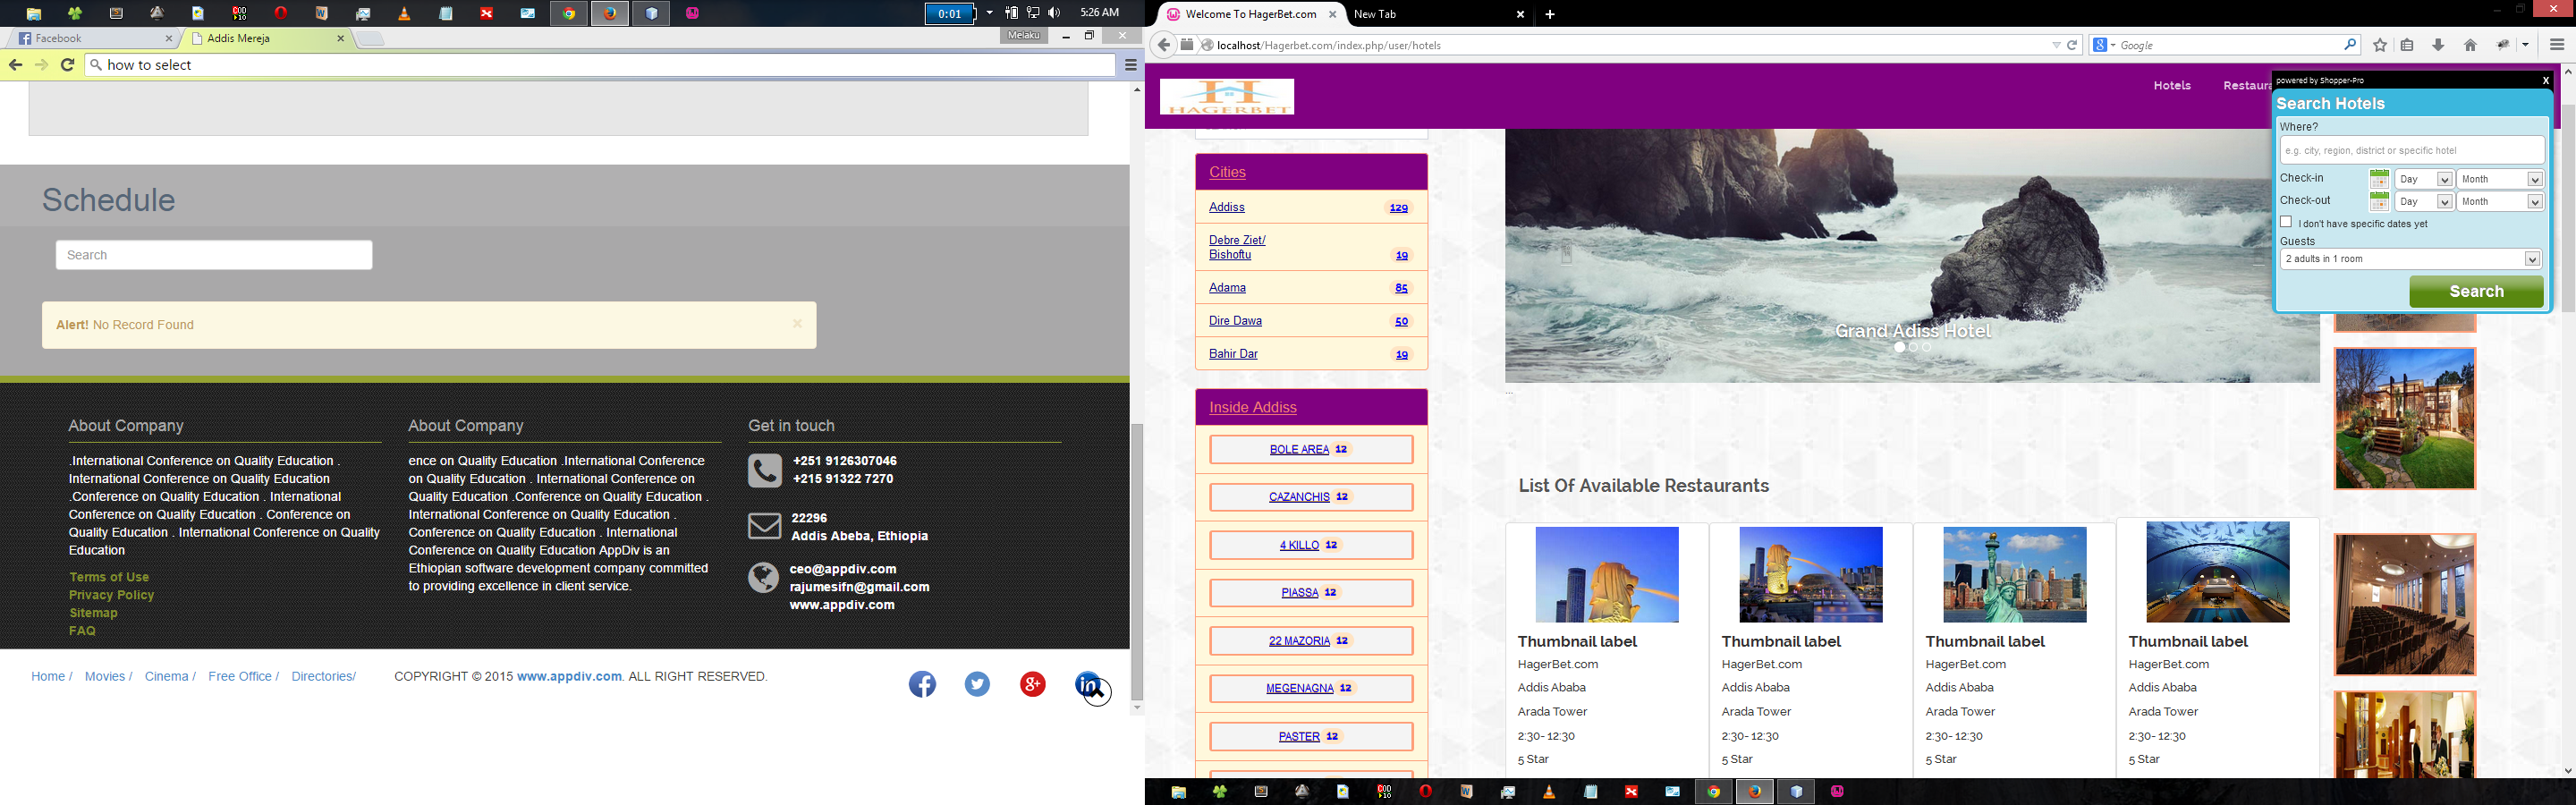 0:01
5:26 AM
Facebook
Addis Mereja
Melaku
how to select
Schedule
Search
Alert! No Record Found
About Company
.International Conference on Quality Education .
International Conference on Quality Education
.Conference on Quality Education . International
Conference on Quality Education . Conference on
Quality Education . International Conference on Quality
Education
Terms of Use
Privacy Policy
Sitemap
FAQ
About Company
ence on Quality Education .International Conference
on Quality Education . International Conference on
Quality Education .Conference on Quality Education .
International Conference on Quality Education .
Conference on Quality Education . International
Conference on Quality Education AppDiv is an
Ethiopian software development company committed
to providing excellence in client service.
Get in touch
+251 9126307046
+215 91322 7270
22296
Addis Abeba, Ethiopia
ceo@appdiv.com
rajumesifn@gmail.com
www.appdiv.com
Home / Movies / Cinema / Free Office / Directories/
COPYRIGHT © 2015 www.appdiv.com. ALL RIGHT RESERVED.
Welcome To HagerBet.com
New Tab
localhost/Hagerbet.com/index.php/user/hotels
Google
HAGERBET
Hotels
Restaura
powered by Shopper-Pro
X
Search Hotels
Where?
e.g. city, region, district or specific hotel
Check-in Day Month
Check-out Day Month
I don't have specific dates yet
Guests
2 adults in 1 room
Search
Cities
Addiss 129
Debre Ziet/
Bishoftu 19
Adama 85
Dire Dawa 50
Bahir Dar 19
Inside Addiss
BOLE AREA 12
CAZANCHIS 12
4 KILLO 12
PIASSA 12
22 MAZORIA 12
MEGENAGNA 12
PASTER 12
Grand Adiss Hotel
...
List Of Available Restaurants
Thumbnail label
HagerBet.com
Addis Ababa
Arada Tower
2:30- 12:30
5 Star
Thumbnail label
HagerBet.com
Addis Ababa
Arada Tower
2:30- 12:30
5 Star
Thumbnail label
HagerBet.com
Addis Ababa
Arada Tower
2:30- 12:30
5 Star
Thumbnail label
HagerBet.com
Addis Ababa
Arada Tower
2:30- 12:30
5 Star